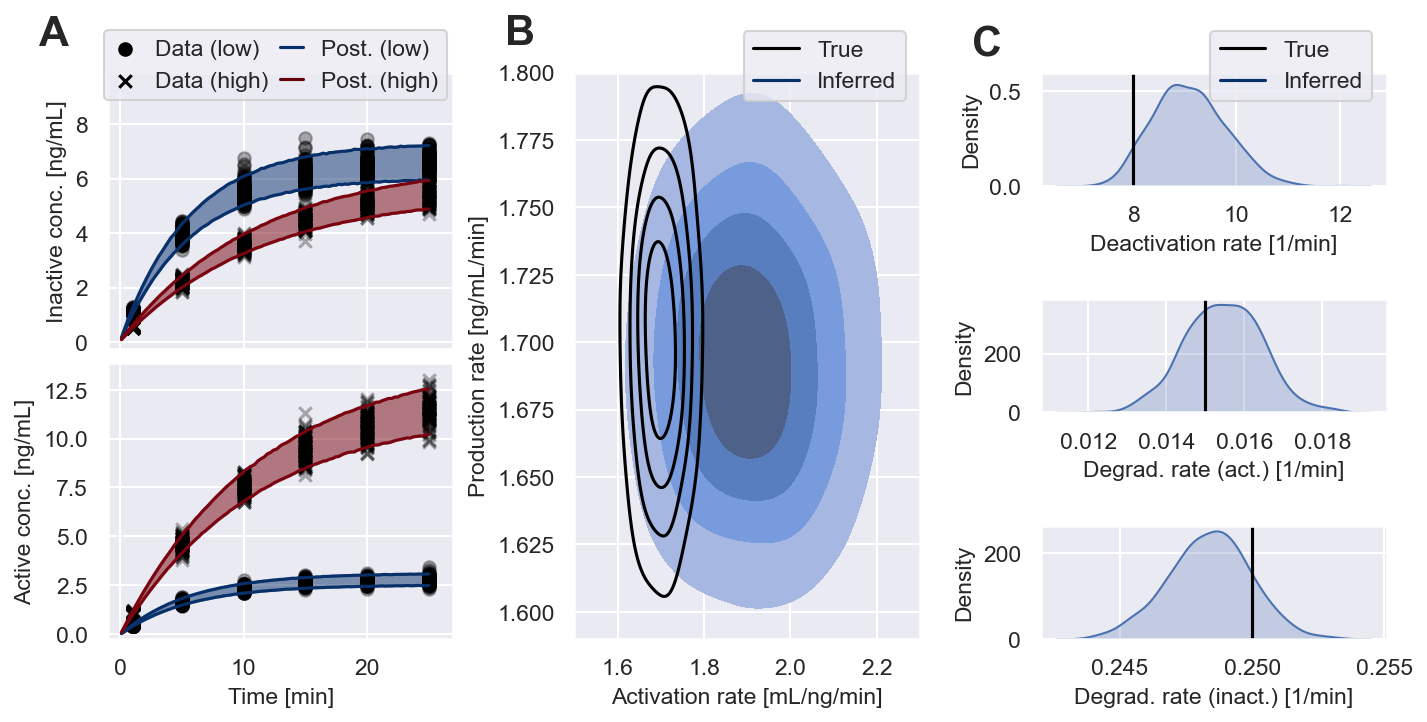 A
Data (low)
Post. (low)
Data (high)
Post. (high)
Inactive conc. [ng/mL]
8
6
4
2
0
Active conc. [ng/mL]
12.5
10.0
7.5
5.0
2.5
0.0
0
10
20
Time [min]
B
True
Inferred
Production rate [ng/mL/min]
1.800
1.775
1.750
1.725
1.700
1.675
1.650
1.625
1.600
1.6
1.8
2.0
2.2
Activation rate [mL/ng/min]
C
True
Inferred
Density
0.5
0.0
8
10
12
Deactivation rate [1/min]
Density
200
0
0.012
0.014
0.016
0.018
Degrad. rate (act.) [1/min]
Density
200
0
0.245
0.250
0.255
Degrad. rate (inact.) [1/min]